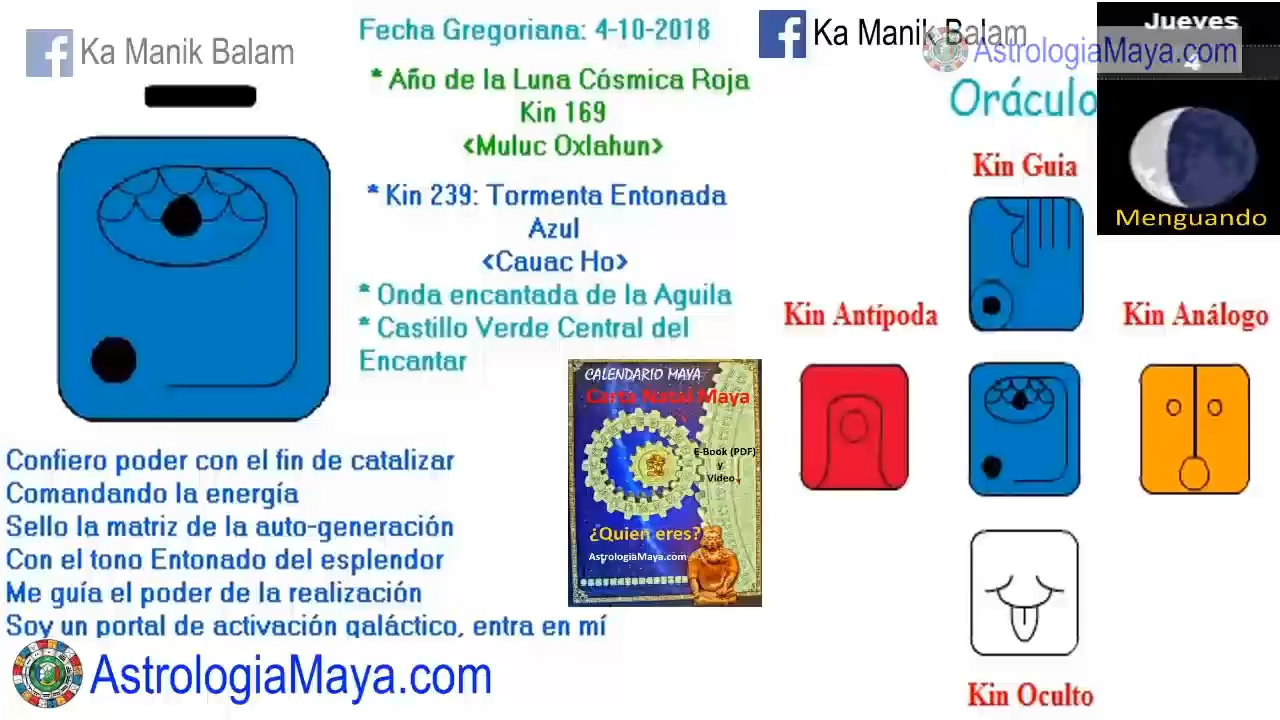 Ka Manik Balam
Fecha Gregoriana: 4-10-2018
* Año de la Luna Cósmica Roja
Kin 169
<Muluc Oxlahun>
* Kin 239: Tormenta Entonada
Azul
<Cauac Ho>
* Onda encantada de la Aguila
* Castillo Verde Central del
Encantar
Confiero poder con el fin de catalizar
Comandando la energía
Sello la matriz de la auto-generación
Con el tono Entonado del esplendor
Me guía el poder de la realización
Soy un portal de activación galáctico, entra en mí
AstrologiaMaya.com
CALENDARIO MAYA
Carta Natal Maya
E-Book (PDF)
y
Video
¿Quien eres?
AstrologiaMaya.com
Ka Manik Balam
AstrologiaMaya.com
Oráculo
Kin Guia
Kin Antípoda
Kin Análogo
Kin Oculto
Jueves
4
Menguando